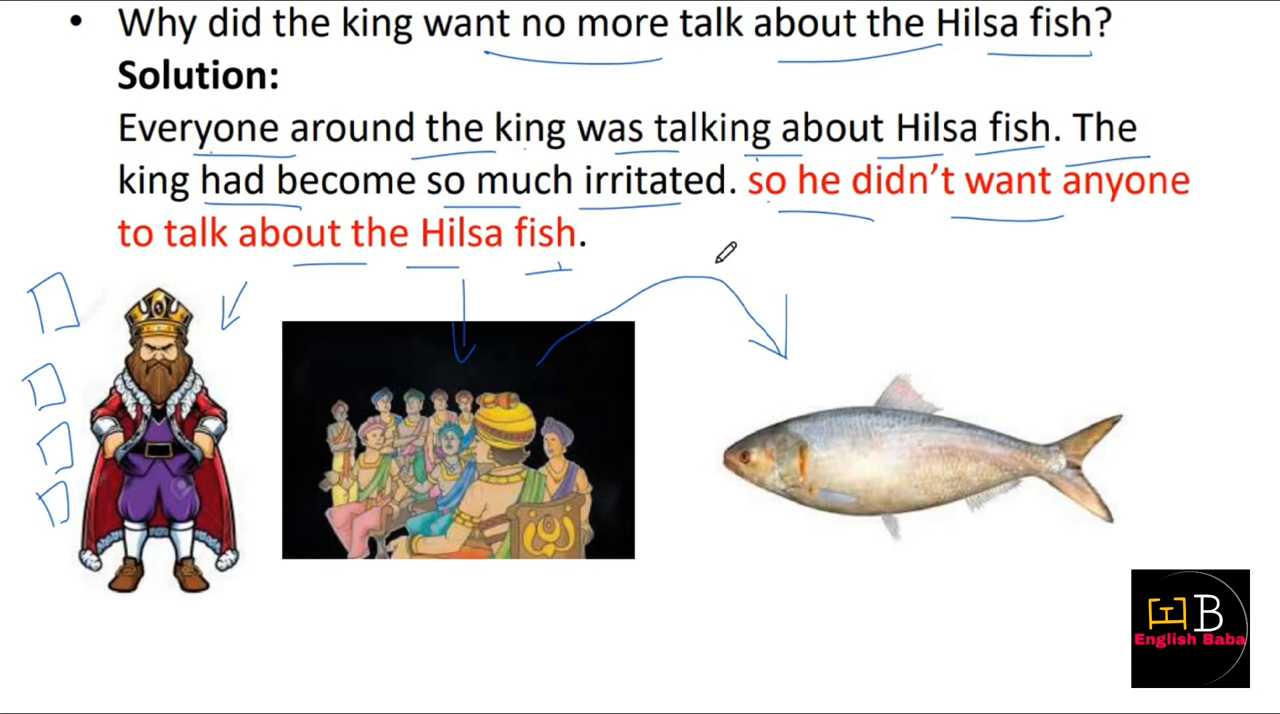 • Why did the king want no more talk about the Hilsa fish?
Solution:
Everyone around the king was talking about Hilsa fish. The
king had become so much irritated. so he didn’t want anyone
to talk about the Hilsa fish.
B
English Baba